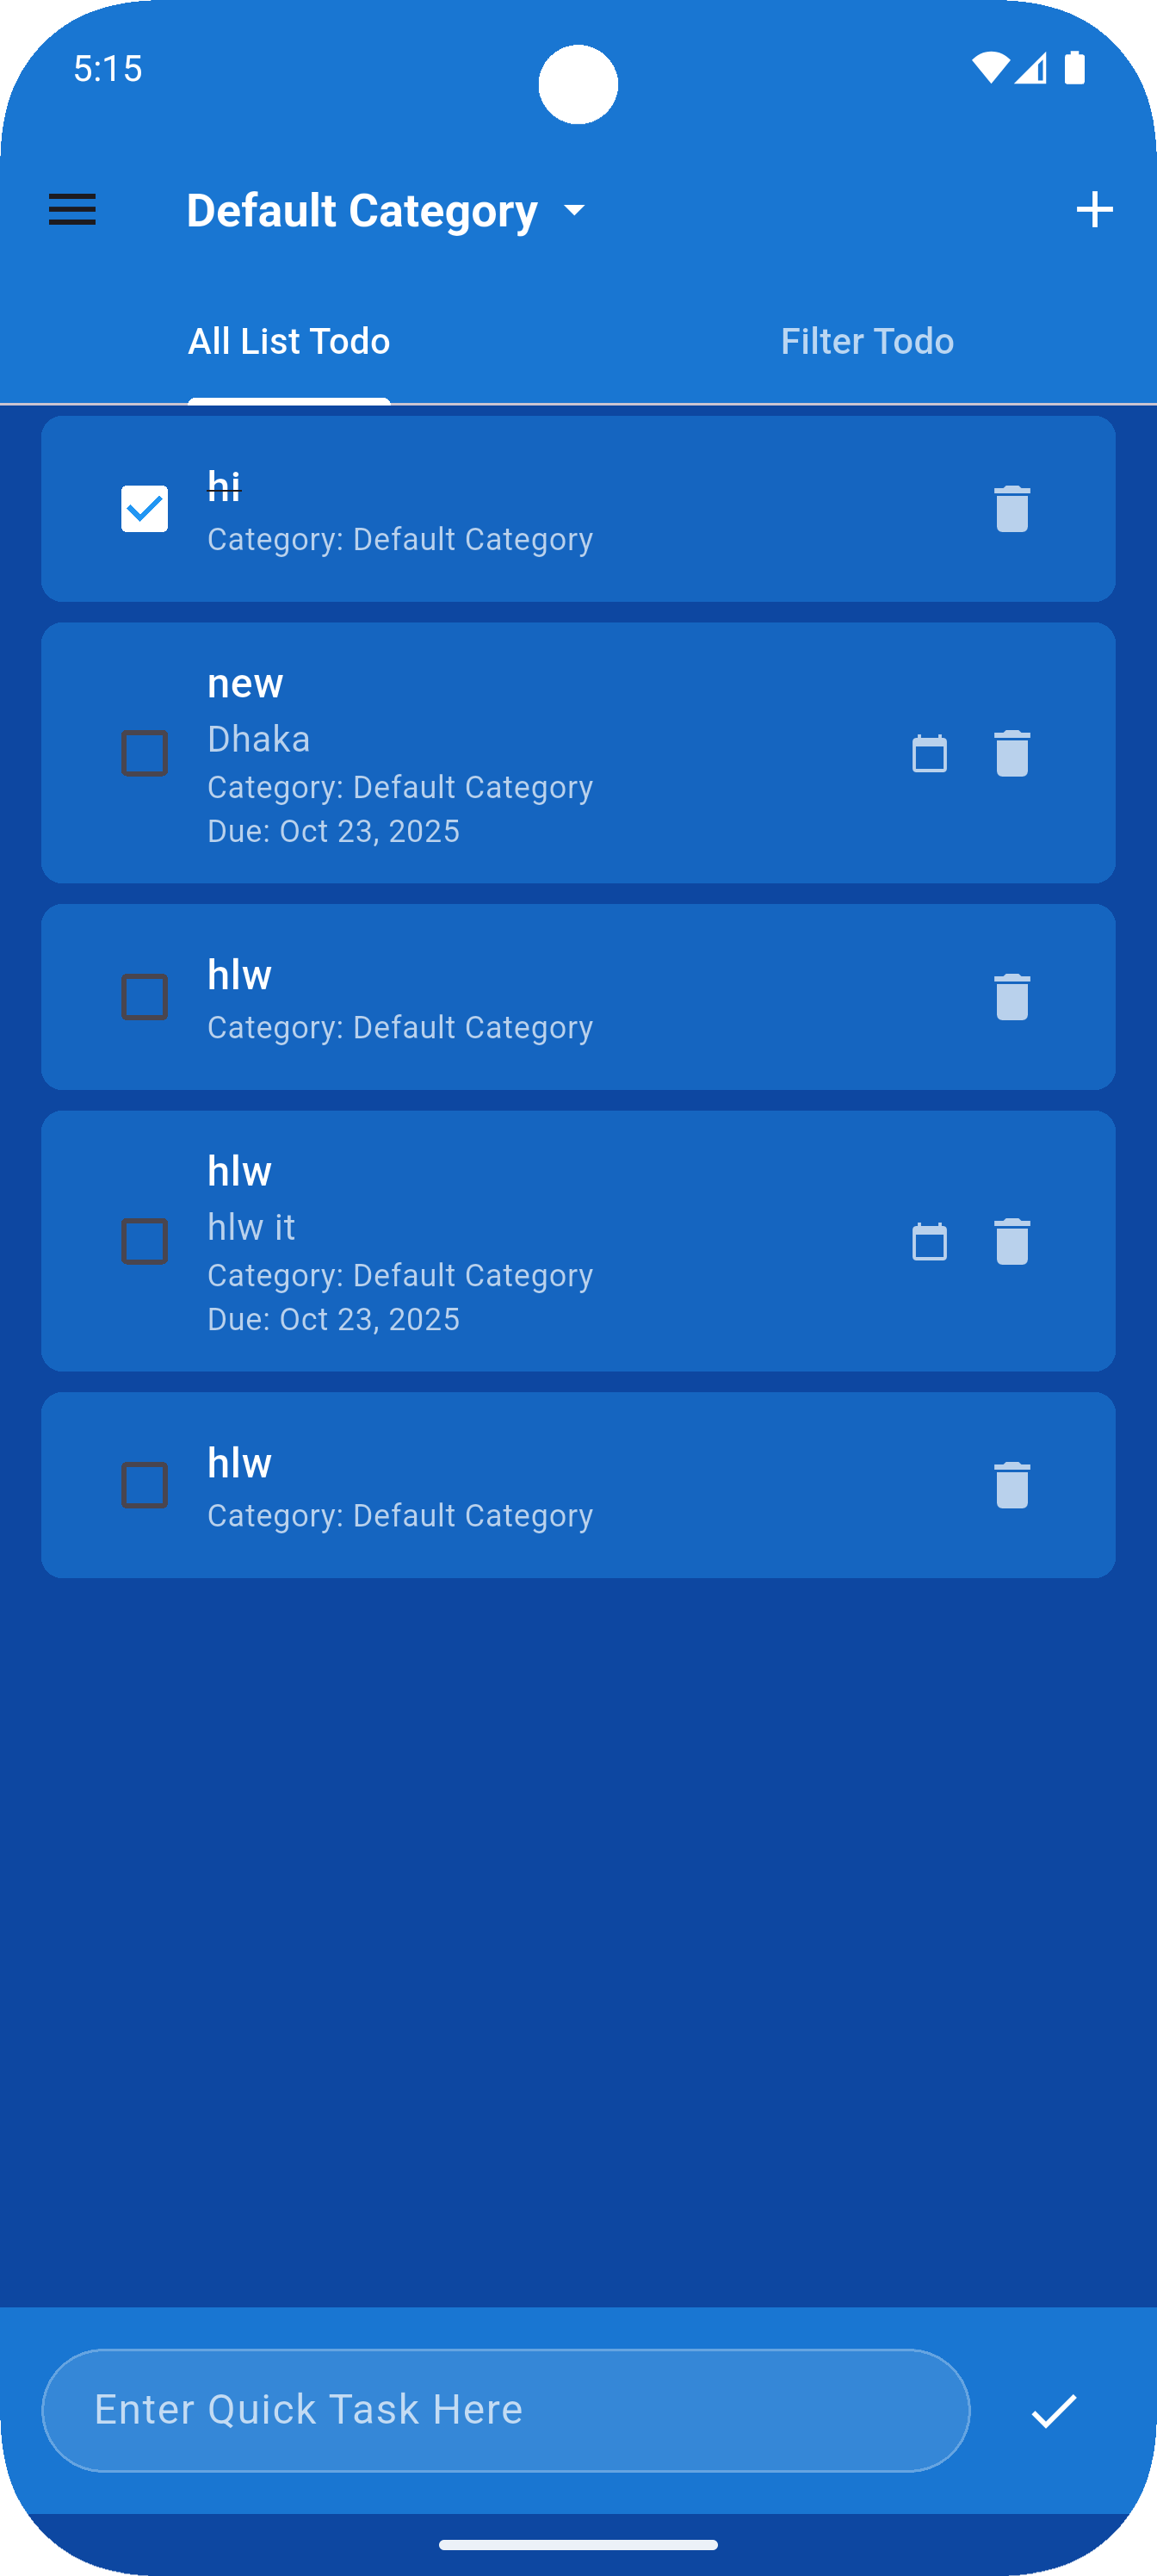 5:15
Default Category
All List Todo
Filter Todo
hi
Category: Default Category
new
Dhaka
Category: Default Category
Due: Oct 23, 2025
hlw
Category: Default Category
hlw
hlw it
Category: Default Category
Due: Oct 23, 2025
hlw
Category: Default Category
Enter Quick Task Here